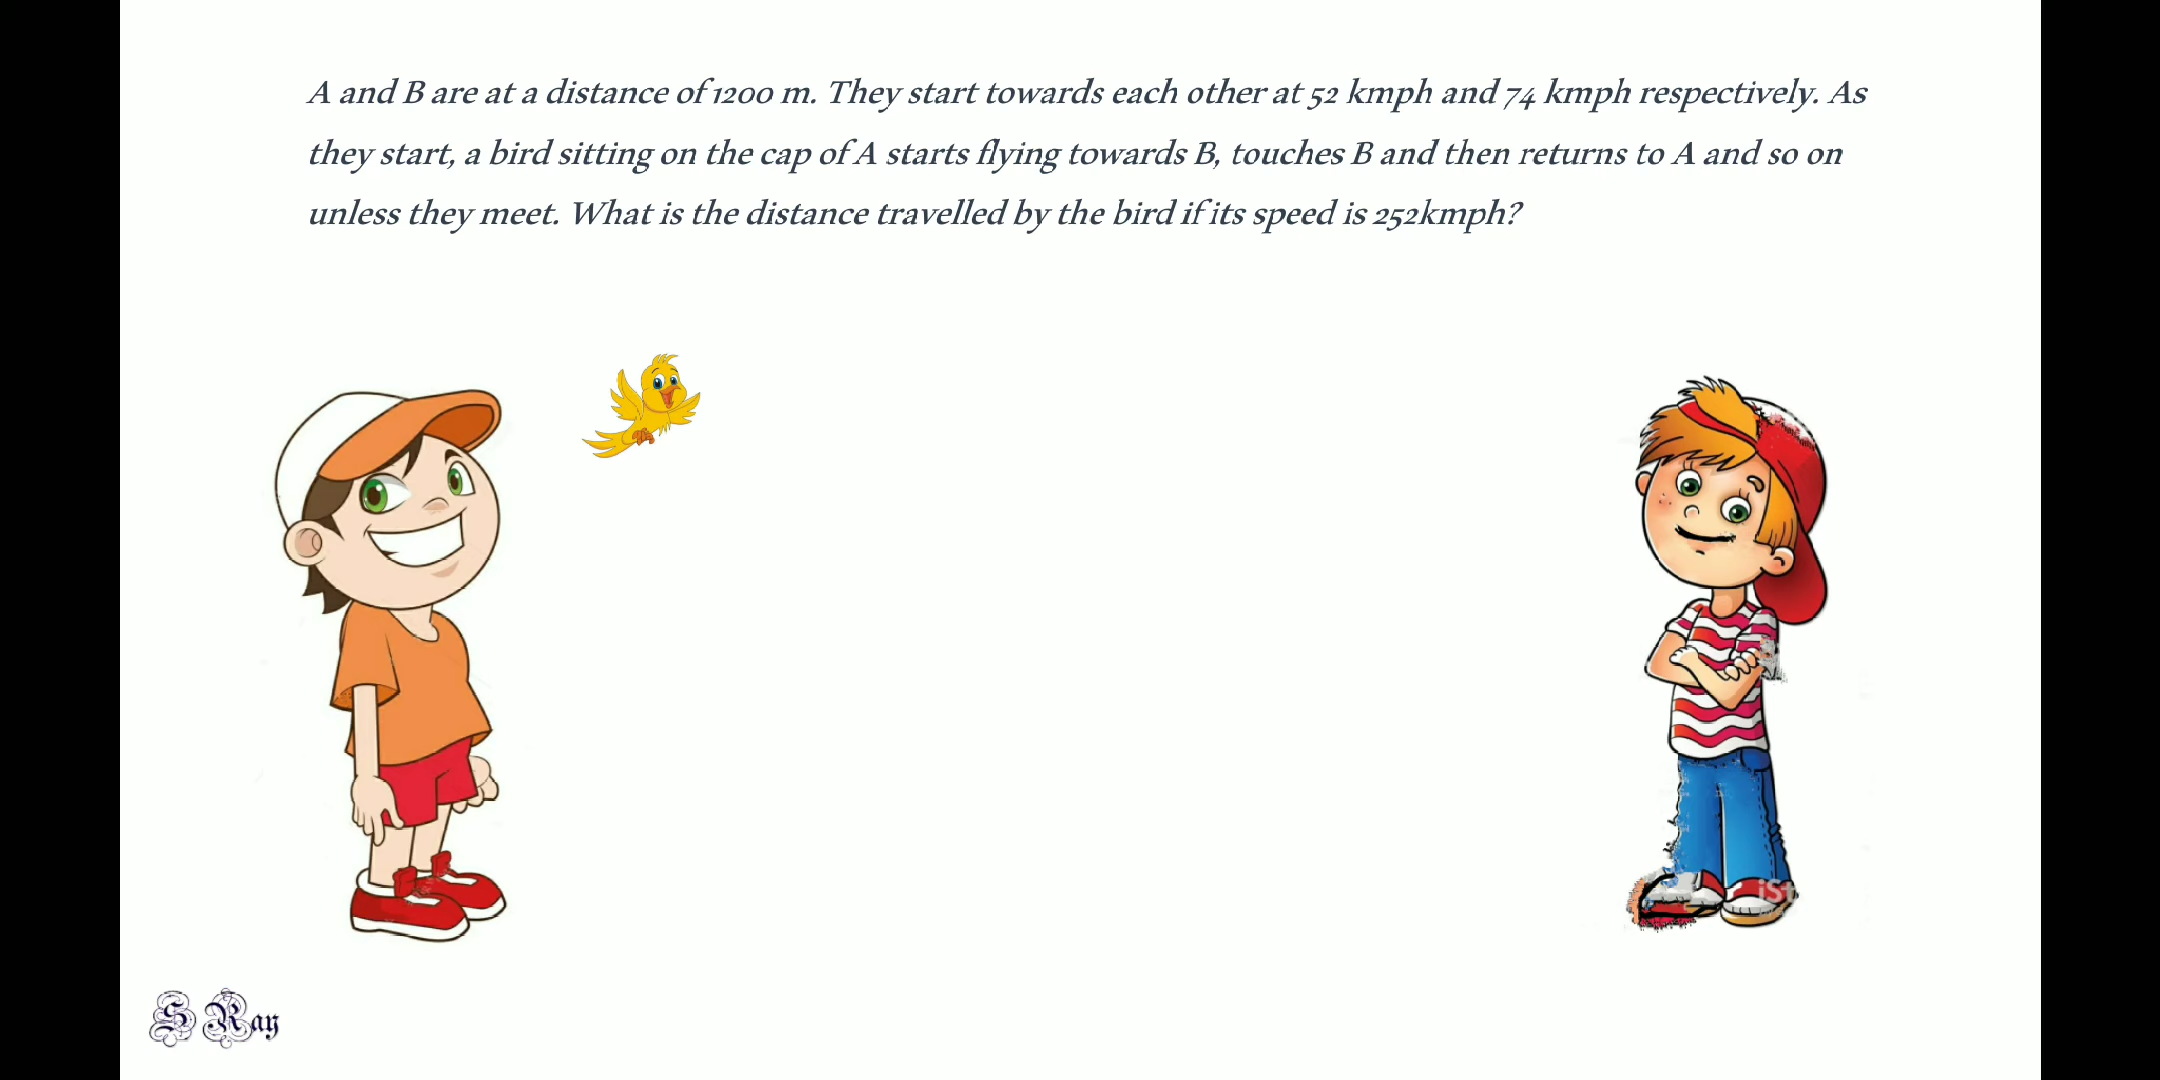 A and B are at a distance of 1200 m. They start towards each other at 52 kmph and 74 kmph respectively. As
they start, a bird sitting on the cap of A starts flying towards B, touches B and then returns to A and so on
unless they meet. What is the distance travelled by the bird if its speed is 252kmph?
iSt
S Ray